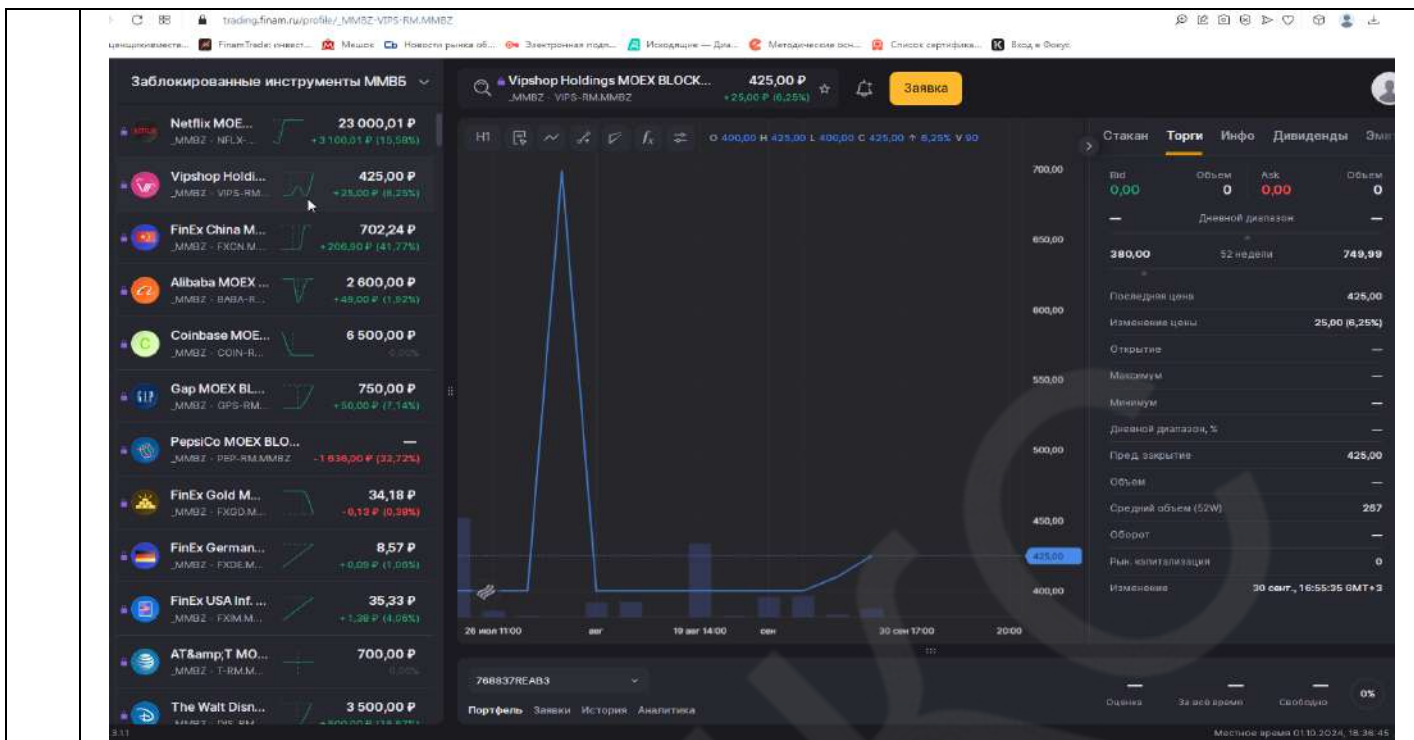 trading.finam.ru/profile/_MMBZ-VIPS-RM.MMBZ
FinamTrade: инвест... Мешок Новости рынка об... Электронная подп... Исходящие — Диа... Методические осн... Список сертифика... Вход в Фокус
Заблокированные инструменты ММВБ
Netflix MOE... 23 000,01 ₽
_MMBZ · NFLX-... +3 100,01 ₽ (15,58%)
Vipshop Holdi... 425,00 ₽
_MMBZ · VIPS-RM... +25,00 ₽ (6,25%)
FinEx China M... 702,24 ₽
_MMBZ · FXCN.M... +206,90 ₽ (41,77%)
Alibaba MOEX ... 2 600,00 ₽
_MMBZ · BABA-R... +49,00 ₽ (1,92%)
Coinbase MOE... 6 500,00 ₽
_MMBZ · COIN-R... 0,00%
Gap MOEX BL... 750,00 ₽
_MMBZ · GPS-RM... +50,00 ₽ (7,14%)
PepsiCo MOEX BLO... —
_MMBZ · PEP-RM.MMBZ -1 636,00 ₽ (32,72%)
FinEx Gold M... 34,18 ₽
_MMBZ · FXGD.M... -0,13 ₽ (0,38%)
FinEx German... 8,57 ₽
_MMBZ · FXDE.M... +0,09 ₽ (1,06%)
FinEx USA Inf. ... 35,33 ₽
_MMBZ · FXIM.M... +1,38 ₽ (4,06%)
AT&amp;T MO... 700,00 ₽
_MMBZ · T-RM.M... 0,00%
The Walt Disn... 3 500,00 ₽
_MMBZ · DIS-RM...
3.1.1
Vipshop Holdings MOEX BLOCK... 425,00 ₽
_MMBZ · VIPS-RM.MMBZ +25,00 ₽ (6,25%)
Заявка
H1 O 400,00 H 425,00 L 400,00 C 425,00 ↑ 6,25% V 90
700,00
650,00
600,00
550,00
500,00
450,00
425,00
400,00
26 июл 11:00 авг 19 авг 14:00 сен 30 сен 17:00 20:00
768837REAB3
Портфель Заявки История Аналитика
Стакан Торги Инфо Дивиденды
Bid Объем Ask Объем
0,00 0 0,00 0
— Дневной диапазон —
380,00 52 недели 749,99
Последняя цена 425,00
Изменение цены 25,00 (6,25%)
Открытие —
Максимум —
Минимум —
Дневной диапазон, % —
Пред. закрытие 425,00
Объем —
Средний объем (52W) 267
Оборот —
Рын. капитализация 0
Изменение 30 сент., 16:55:35 GMT+3
— — — 0%
Оценка За всё время Свободно
Местное время 01.10.2024, 18:36:45